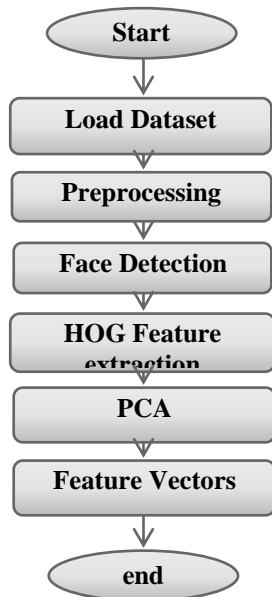 Start
Load Dataset
Preprocessing
Face Detection
HOG Feature
extraction
PCA
Feature Vectors
end